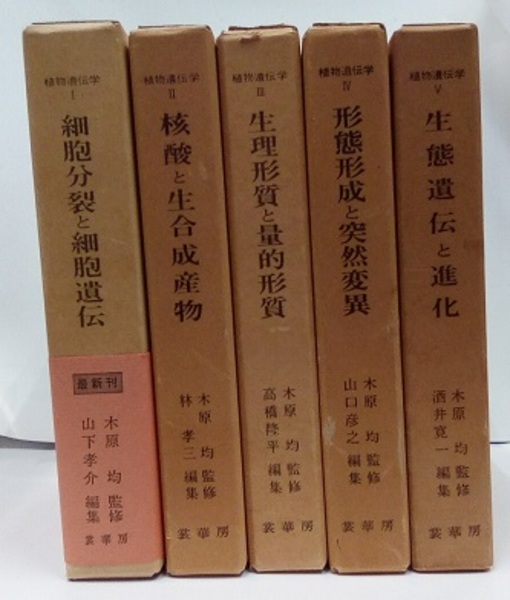 植物遺伝学
I
細胞分裂と細胞遺伝
最新刊
木原 均 監修
山下孝介 編集
裳華房
植物遺伝学
II
核酸と生合成産物
木原 均 監修
林 孝三 編集
裳華房
植物遺伝学
III
生理形質と量的形質
木原 均 監修
高橋隆平 編集
裳華房
植物遺伝学
IV
形態形成と突然変異
木原 均 監修
山口彦之 編集
裳華房
植物遺伝学
V
生態遺伝と進化
木原 均 監修
酒井寛一 編集
裳華房